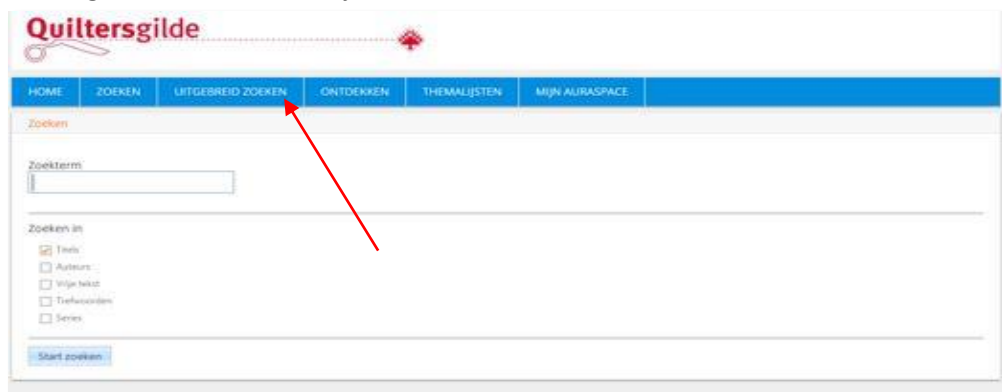 Quiltersgilde
HOME ZOEKEN UITGEBREID ZOEKEN ONTDEKKEN THEMALIJSTEN MIJN AURASPACE
Zoeken
Zoekterm
Zoeken in
Titels
Auteurs
Vrije tekst
Trefwoorden
Series
Start zoeken